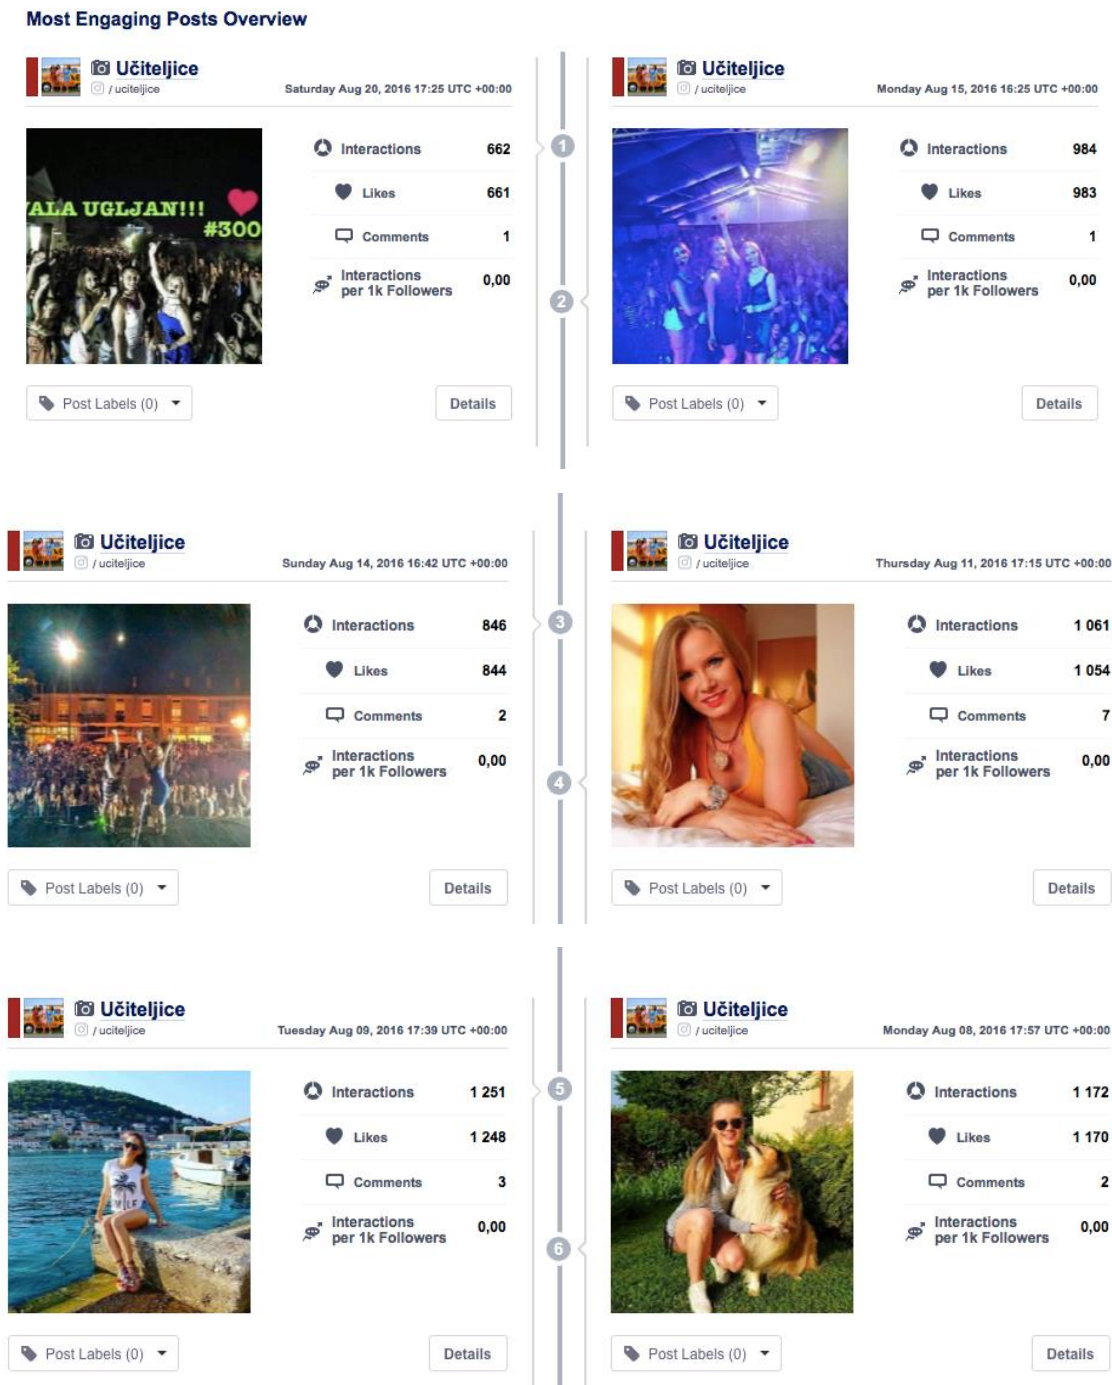 Most Engaging Posts Overview
Učiteljice
/ uciteljice
Saturday Aug 20, 2016 17:25 UTC +00:00
ALA UGLJAN!!!
#300
Interactions 662
Likes 661
Comments 1
Interactions
per 1k Followers 0,00
Post Labels (0)
Details
1
Učiteljice
/ uciteljice
Monday Aug 15, 2016 16:25 UTC +00:00
Interactions 984
Likes 983
Comments 1
Interactions
per 1k Followers 0,00
Post Labels (0)
Details
2
Učiteljice
/ uciteljice
Sunday Aug 14, 2016 16:42 UTC +00:00
Interactions 846
Likes 844
Comments 2
Interactions
per 1k Followers 0,00
Post Labels (0)
Details
3
Učiteljice
/ uciteljice
Thursday Aug 11, 2016 17:15 UTC +00:00
Interactions 1 061
Likes 1 054
Comments 7
Interactions
per 1k Followers 0,00
Post Labels (0)
Details
4
Učiteljice
/ uciteljice
Tuesday Aug 09, 2016 17:39 UTC +00:00
Interactions 1 251
Likes 1 248
Comments 3
Interactions
per 1k Followers 0,00
Post Labels (0)
Details
5
Učiteljice
/ uciteljice
Monday Aug 08, 2016 17:57 UTC +00:00
Interactions 1 172
Likes 1 170
Comments 2
Interactions
per 1k Followers 0,00
Post Labels (0)
Details
6